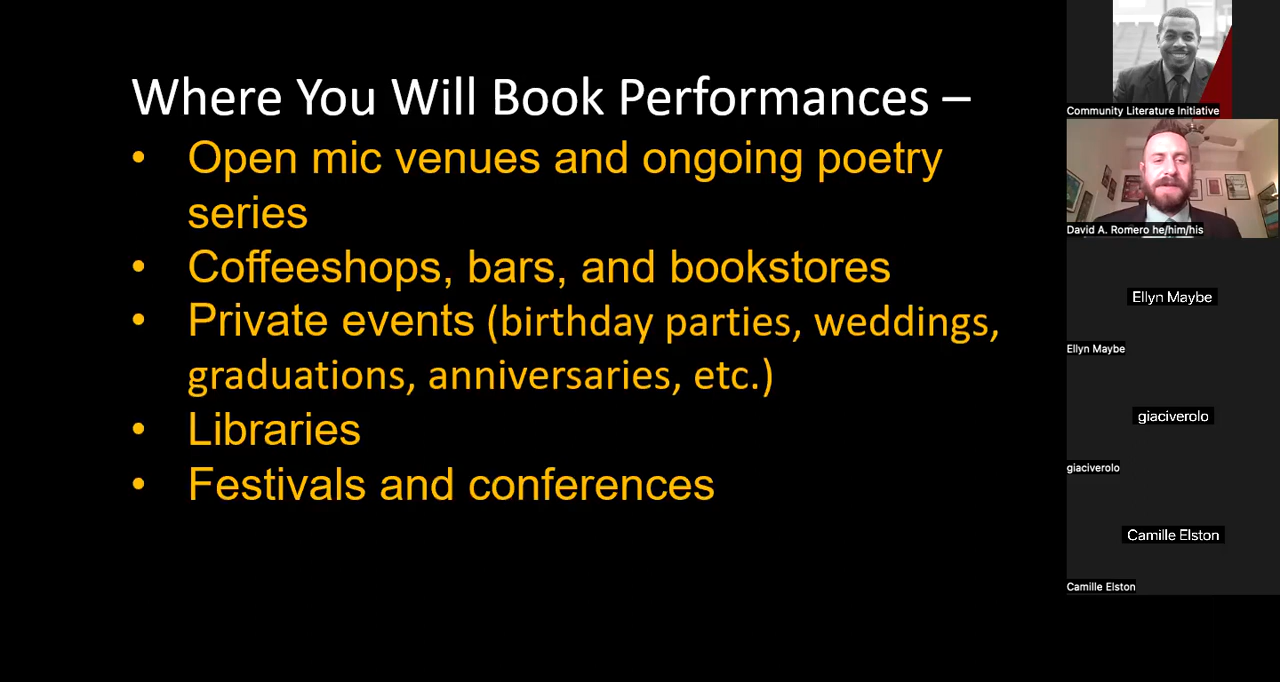 Where You Will Book Performances –
• Open mic venues and ongoing poetry
series
• Coffeeshops, bars, and bookstores
• Private events (birthday parties, weddings,
graduations, anniversaries, etc.)
• Libraries
• Festivals and conferences
Community Literature Initiative
David A. Romero he/him/his
Ellyn Maybe
Ellyn Maybe
giaciverolo
giaciverolo
Camille Elston
Camille Elston